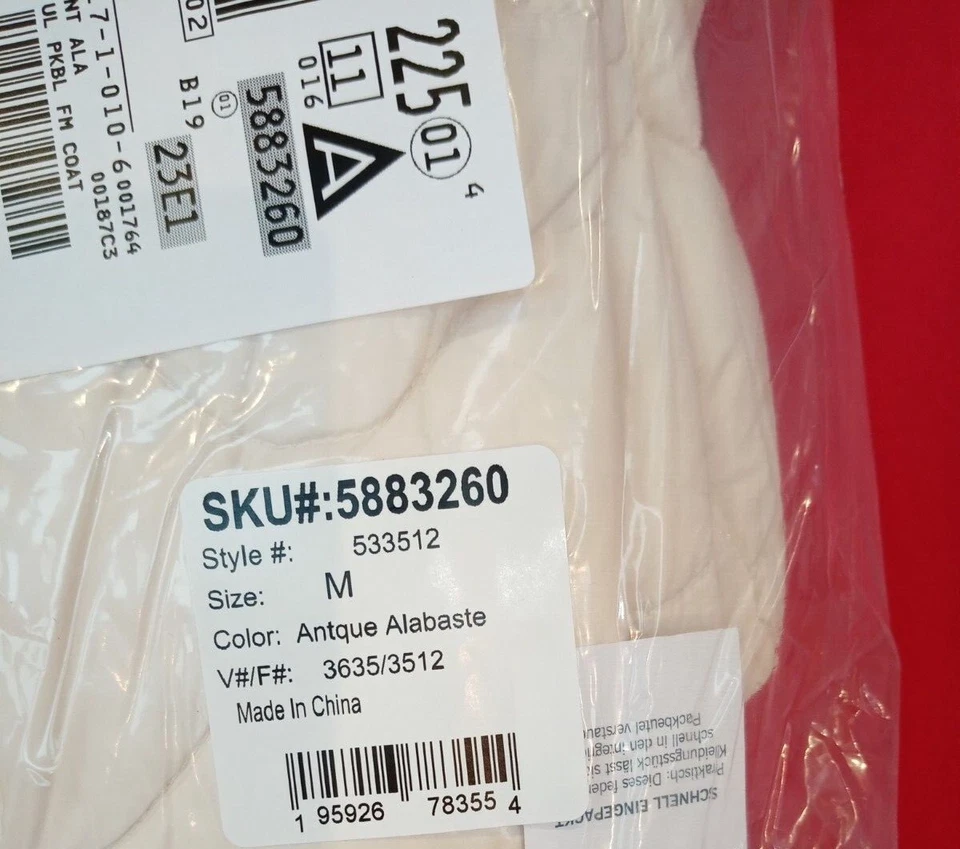 225 01 4
11
016
A
5883260
01
B19
23E1
02
7-1-010-6 001764
00187C3
NT ALA
UL PKBL FM COAT
SKU#:5883260
Style #: 533512
Size: M
Color: Antque Alabaste
V#/F#: 3635/3512
Made In China
1 95926 78355 4
SCHNELL EINGEPACKT
Praktisch: Dieses feder
Kleidungsstück lässt si
schnell in den integri
Packbeutel verstau